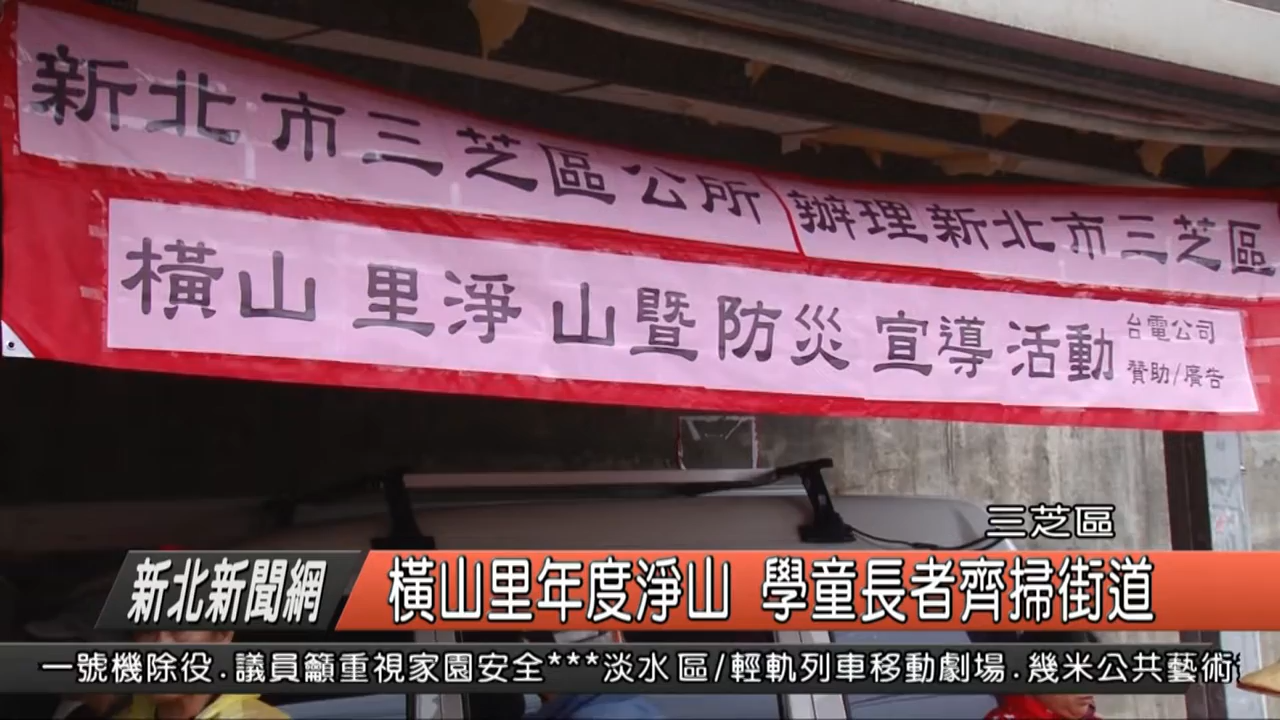 新北市三芝區公所辦理新北市三芝區
橫山里淨山暨防災宣導活動
台電公司
贊助/廣告
三芝區
新北新聞網
橫山里年度淨山 學童長者齊掃街道
一號機除役.議員籲重視家園安全***淡水區/輕軌列車移動劇場.幾米公共藝術